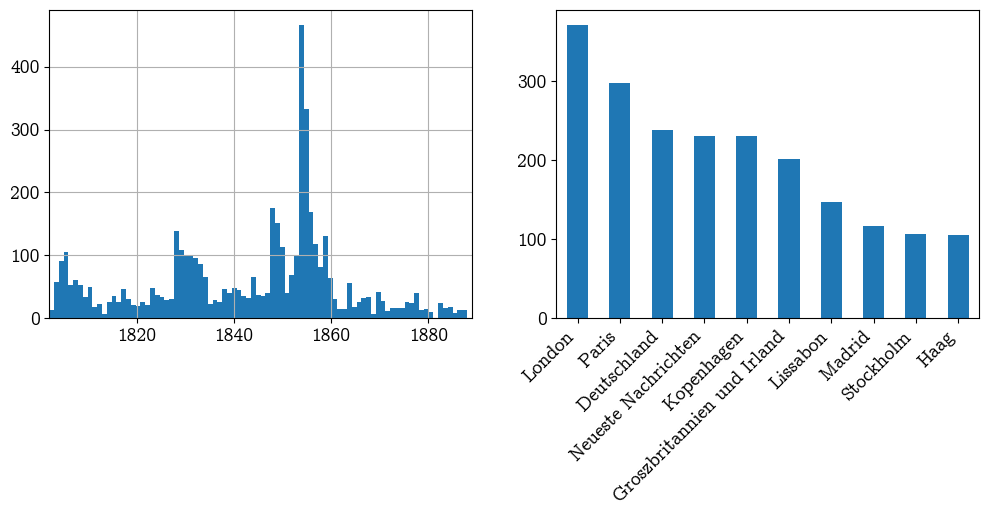 400
300
200
100
0
1820 1840 1860 1880
300
200
100
0
London
Paris
Deutschland
Neueste Nachrichten
Kopenhagen
Groszbritannien und Irland
Lissabon
Madrid
Stockholm
Haag